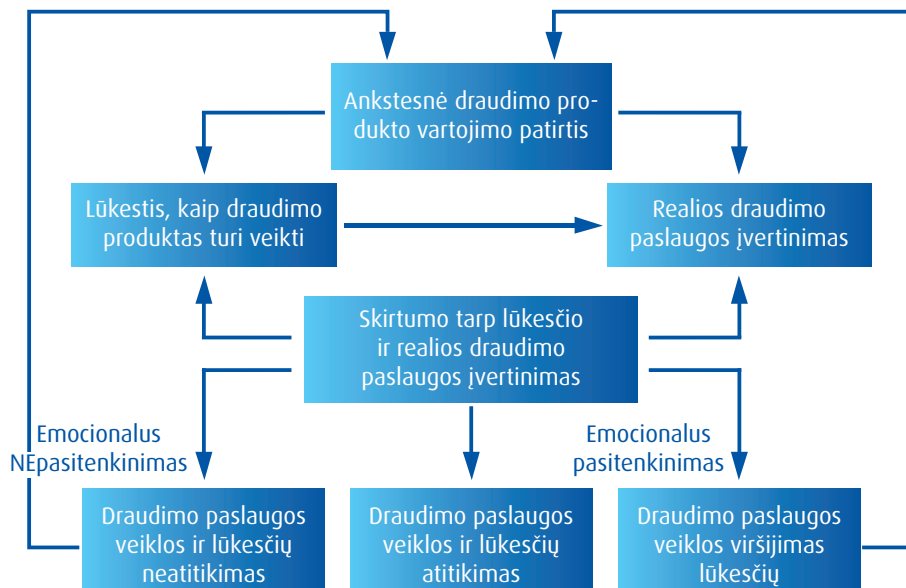 Ankstesnė draudimo pro-
dukto vartojimo patirtis
Lūkestis, kaip draudimo
produktas turi veikti
Realios draudimo
paslaugos įvertinimas
Skirtumo tarp lūkesčio
ir realios draudimo
paslaugos įvertinimas
Emocionalus
NEpasitenkinimas
Emocionalus
pasitenkinimas
Draudimo paslaugos
veiklos ir lūkesčių
neatitikimas
Draudimo paslaugos
veiklos ir lūkesčių
atitikimas
Draudimo paslaugos
veiklos viršijimas
lūkesčių